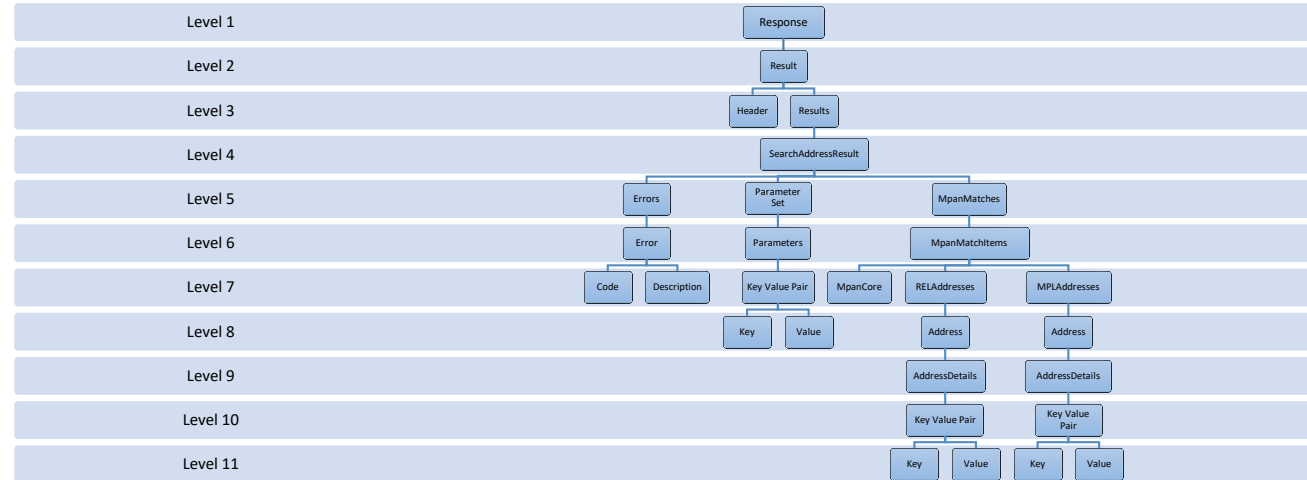 Level 1
Response
Level 2
Result
Level 3
Header
Results
Level 4
SearchAddressResult
Level 5
Errors
Parameter
Set
MpanMatches
Level 6
Error
Parameters
MpanMatchItems
Level 7
Code
Description
Key Value Pair
MpanCore
RELAddresses
MPLAddresses
Level 8
Key
Value
Address
Address
Level 9
AddressDetails
AddressDetails
Level 10
Key Value Pair
Key Value
Pair
Level 11
Key
Value
Key
Value